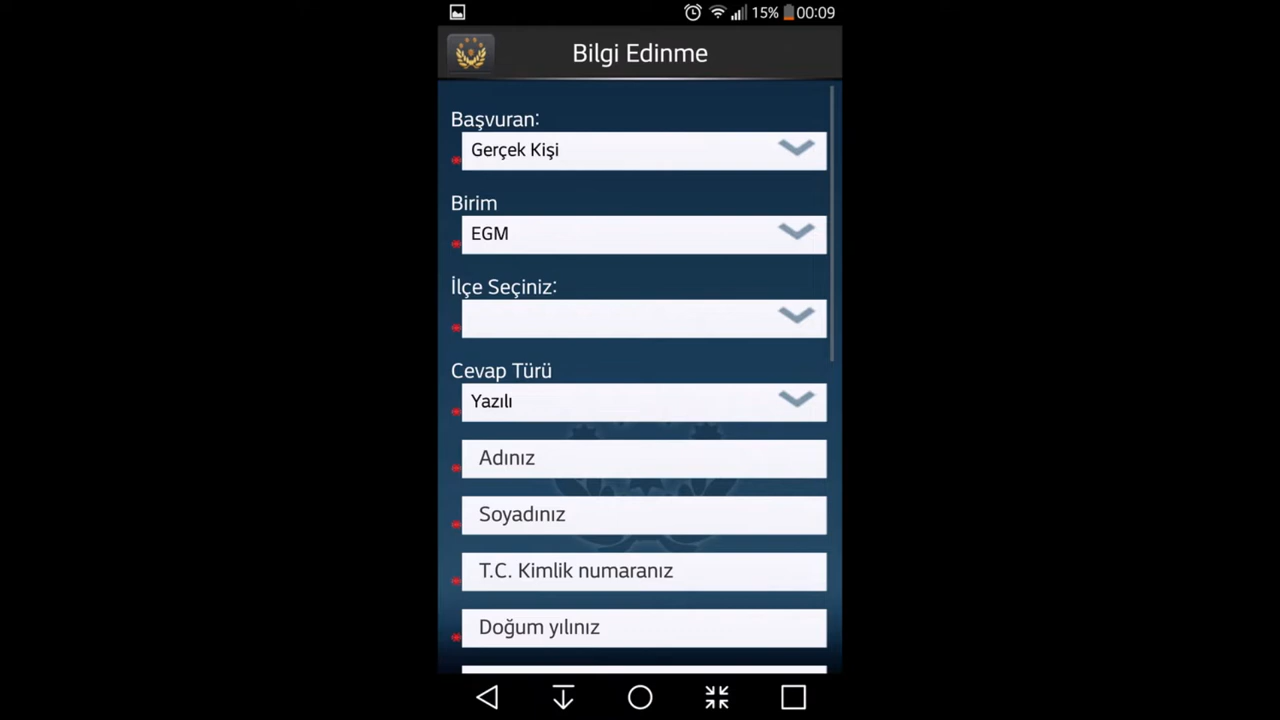 15% 00:09
Bilgi Edinme
Başvuran:
Gerçek Kişi
Birim
EGM
İlçe Seçiniz:
Cevap Türü
Yazılı
Adınız
Soyadınız
T.C. Kimlik numaranız
Doğum yılınız